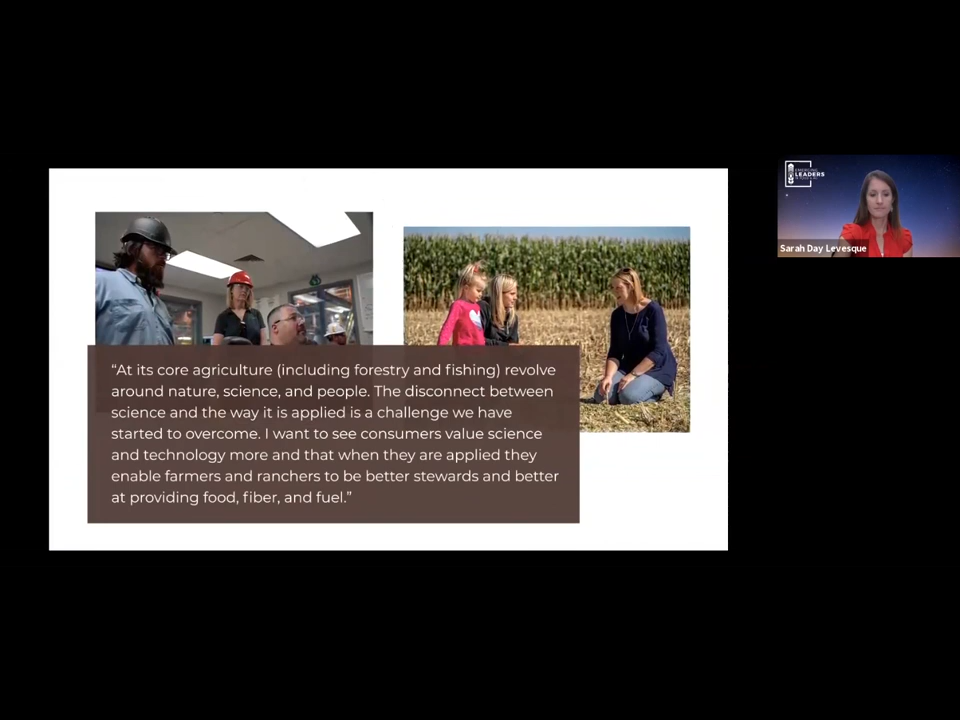 LEADERS
Sarah Day Levesque
“At its core agriculture (including forestry and fishing) revolve
around nature, science, and people. The disconnect between
science and the way it is applied is a challenge we have
started to overcome. I want to see consumers value science
and technology more and that when they are applied they
enable farmers and ranchers to be better stewards and better
at providing food, fiber, and fuel.”